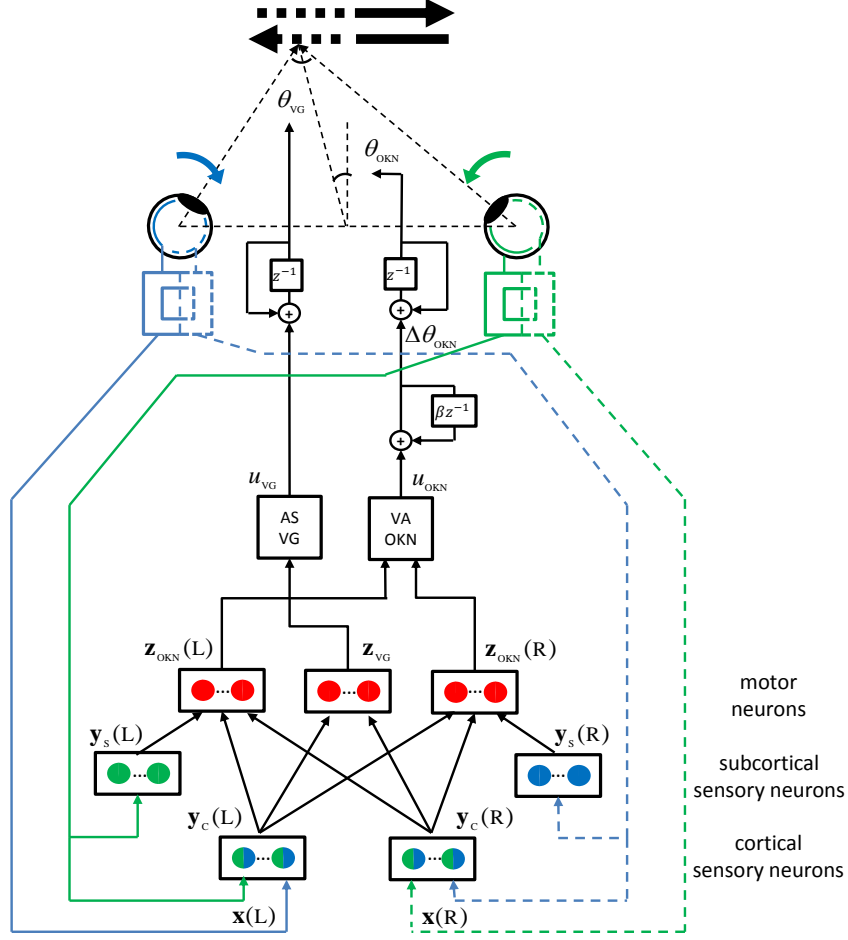 θ_VG
θ_OKN
z⁻¹
z⁻¹
+
+
Δθ_OKN
βz⁻¹
+
u_VG
u_OKN
AS
VG
VA
OKN
z_OKN(L)
z_VG
z_OKN(R)
motor
neurons
...
...
...
y_S(L)
y_S(R)
subcortical
sensory neurons
...
...
y_C(L)
y_C(R)
cortical
sensory neurons
...
...
x(L)
x(R)